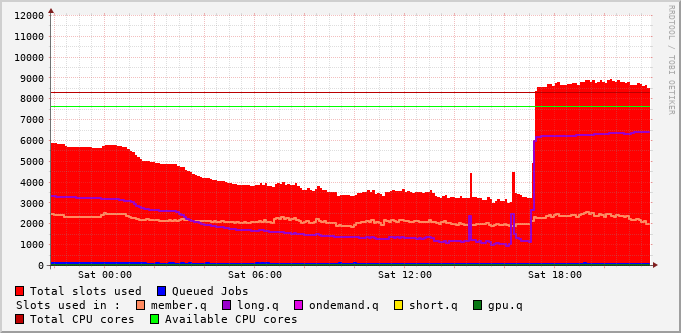 12000
11000
10000
9000
8000
7000
6000
5000
4000
3000
2000
1000
0
Sat 00:00 Sat 06:00 Sat 12:00 Sat 18:00
RRDTOOL / TOBI OETIKER
Total slots used Queued Jobs
Slots used in : member.q long.q ondemand.q short.q gpu.q
Total CPU cores Available CPU cores